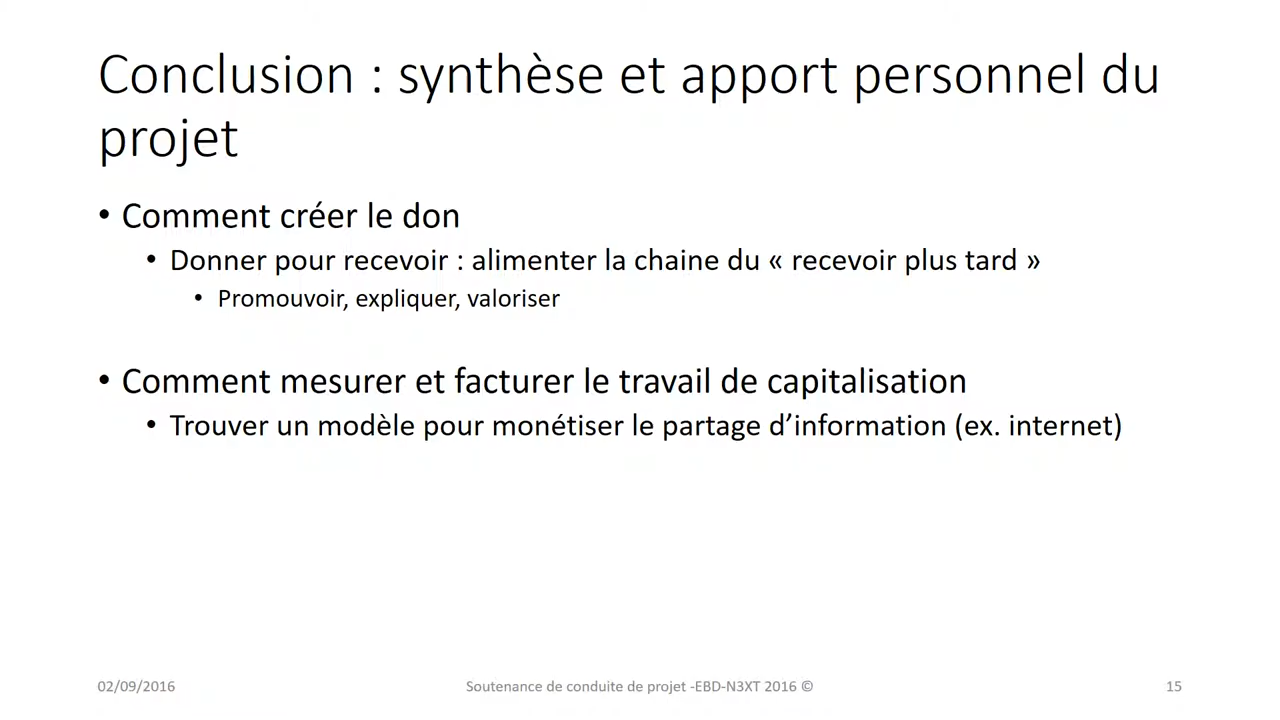 Conclusion : synthèse et apport personnel du
projet
• Comment créer le don
• Donner pour recevoir : alimenter la chaine du « recevoir plus tard »
• Promouvoir, expliquer, valoriser
• Comment mesurer et facturer le travail de capitalisation
• Trouver un modèle pour monétiser le partage d’information (ex. internet)
02/09/2016
Soutenance de conduite de projet -EBD-N3XT 2016 ©
15